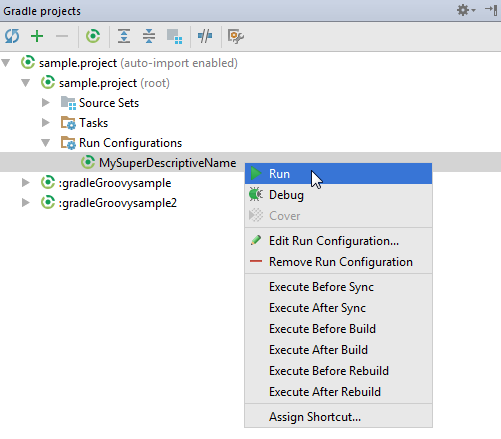 Gradle projects
sample.project (auto-import enabled)
sample.project (root)
Source Sets
Tasks
Run Configurations
MySuperDescriptiveName
:gradleGroovysample
:gradleGroovysample2
Run
Debug
Cover
Edit Run Configuration...
Remove Run Configuration
Execute Before Sync
Execute After Sync
Execute Before Build
Execute After Build
Execute Before Rebuild
Execute After Rebuild
Assign Shortcut...